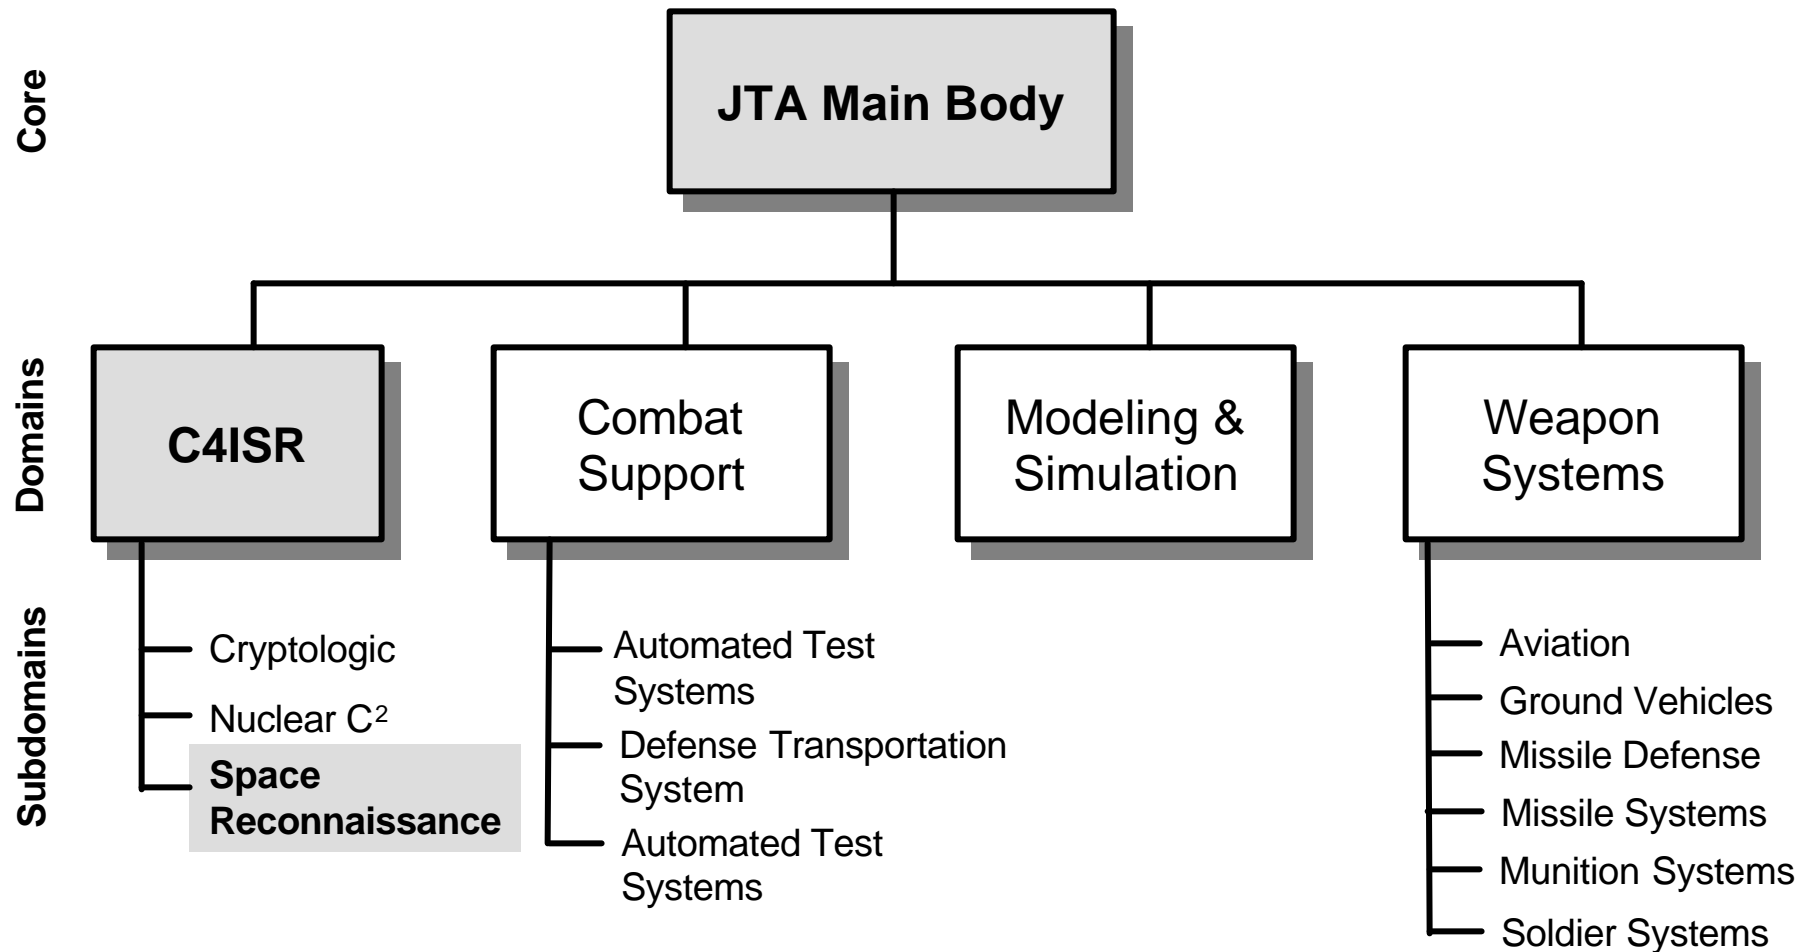 Core
JTA Main Body
Domains
C4ISR
Combat
Support
Modeling &
Simulation
Weapon
Systems
Subdomains
Cryptologic
Nuclear C²
Space
Reconnaissance
Automated Test
Systems
Defense Transportation
System
Automated Test
Systems
Aviation
Ground Vehicles
Missile Defense
Missile Systems
Munition Systems
Soldier Systems